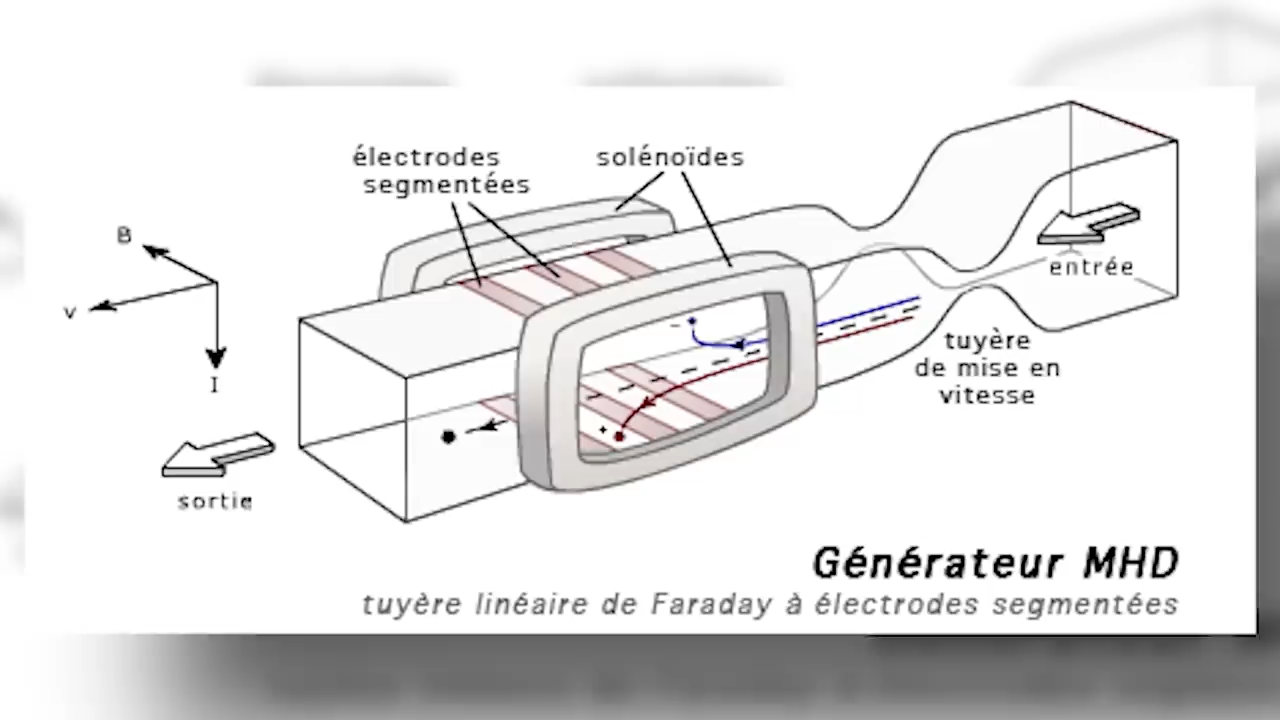 électrodes
segmentées
solénoïdes
B
v
I
entrée
tuyère
de mise en
vitesse
-
+
sortie
Générateur MHD
tuyère linéaire de Faraday à électrodes segmentées